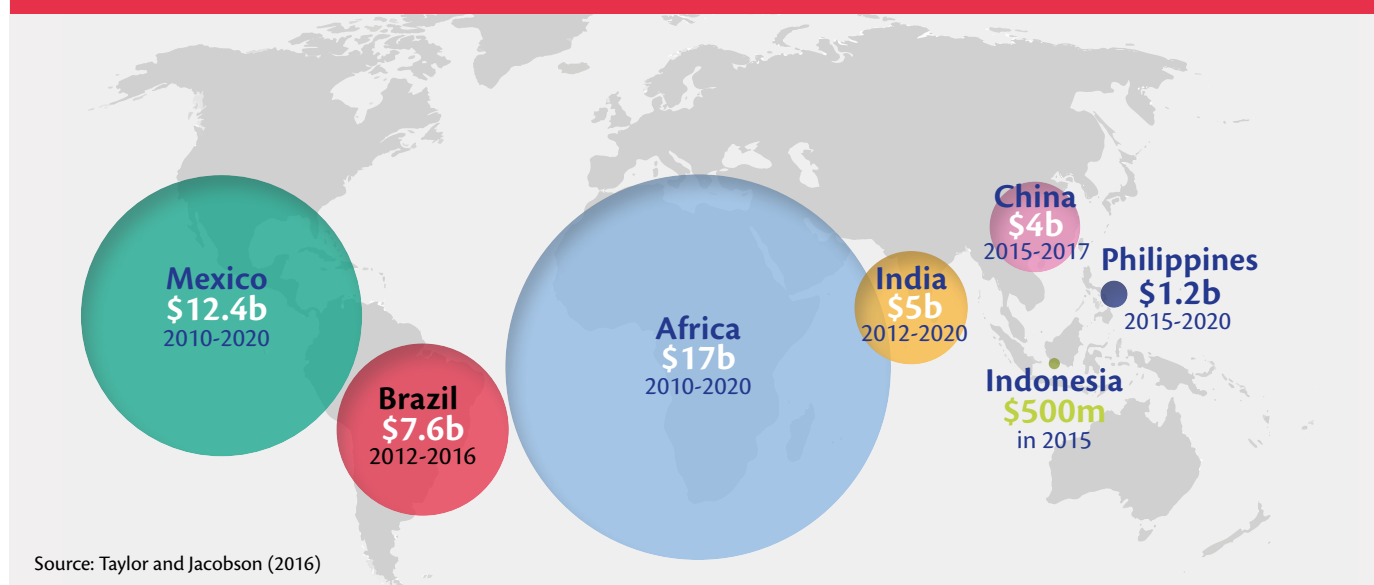 Mexico
$12.4b
2010-2020
Brazil
$7.6b
2012-2016
Africa
$17b
2010-2020
India
$5b
2012-2020
China
$4b
2015-2017
Philippines
$1.2b
2015-2020
Indonesia
$500m
in 2015
Source: Taylor and Jacobson (2016)